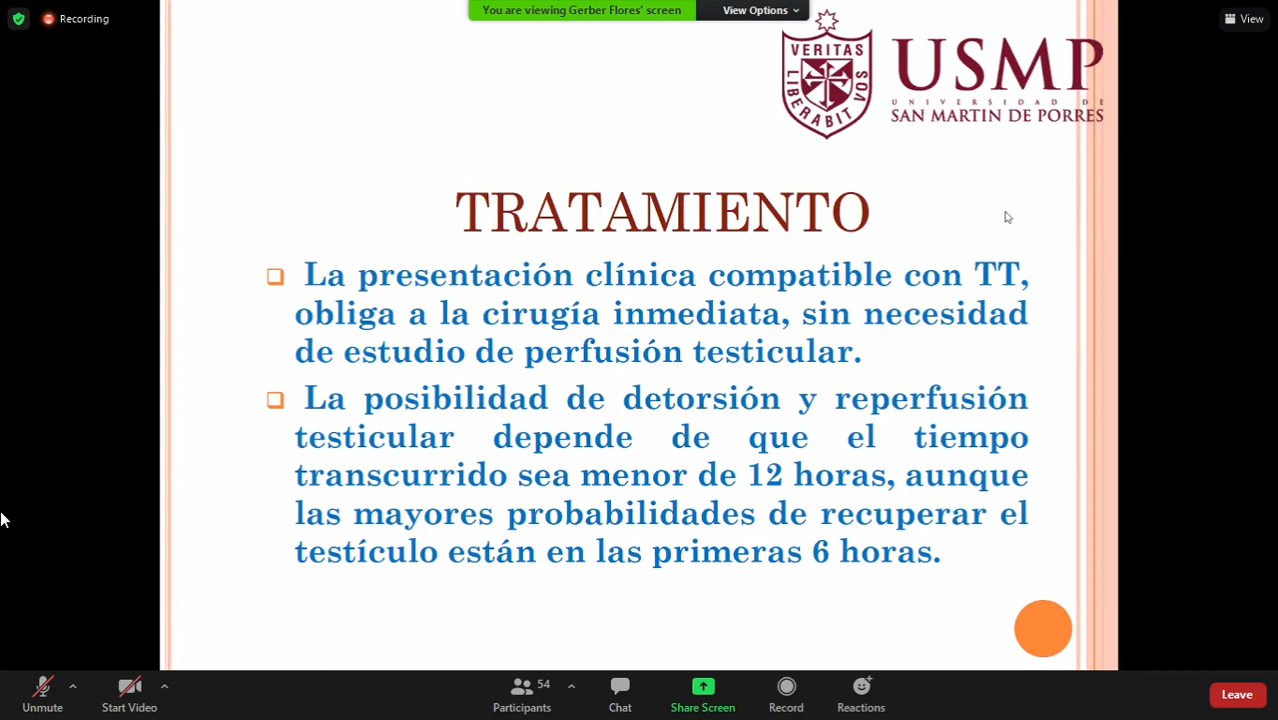 Recording
You are viewing Gerber Flores' screen
View Options
View
VERITAS
LIBERABIT VOS
USMP
UNIVERSIDAD DE
SAN MARTIN DE PORRES
TRATAMIENTO
La presentación clínica compatible con TT,
obliga a la cirugía inmediata, sin necesidad
de estudio de perfusión testicular.
La posibilidad de detorsión y reperfusión
testicular depende de que el tiempo
transcurrido sea menor de 12 horas, aunque
las mayores probabilidades de recuperar el
testículo están en las primeras 6 horas.
Unmute
Start Video
54
Participants
Chat
Share Screen
Record
Reactions
Leave